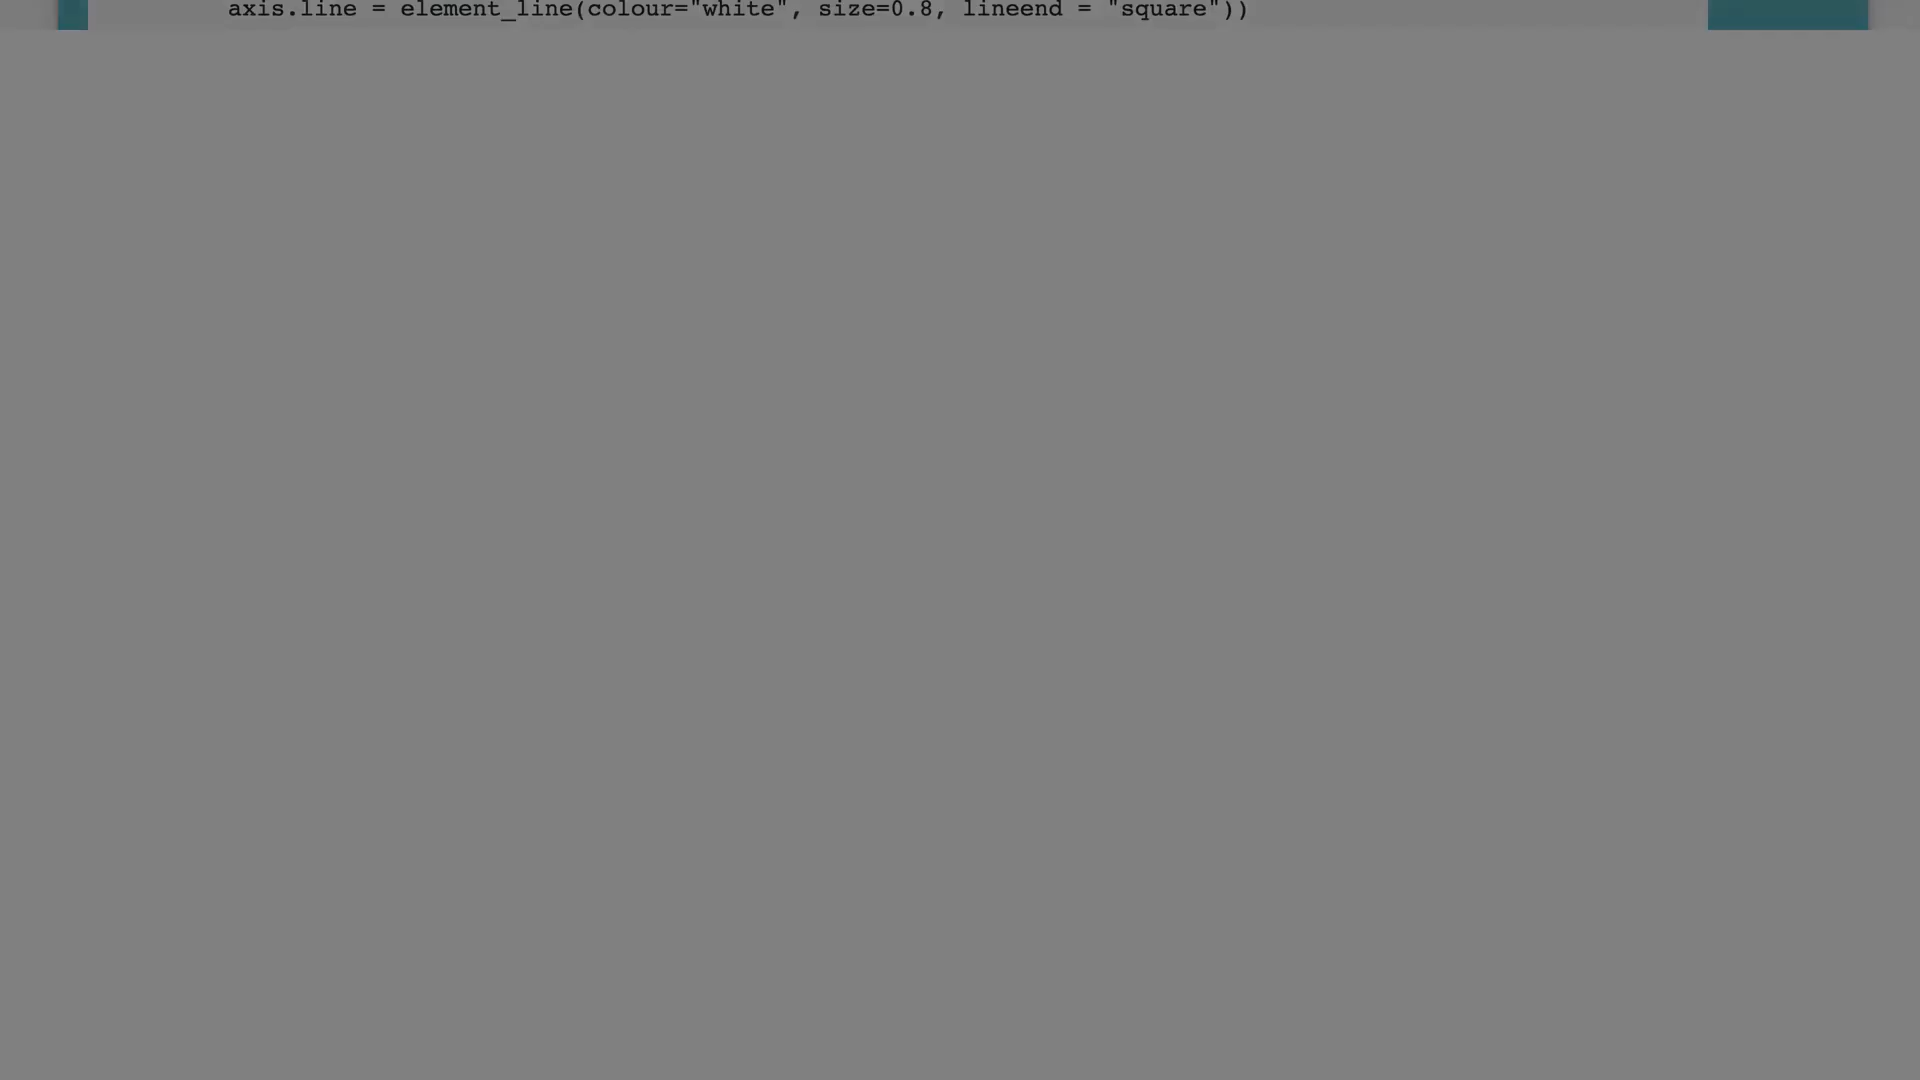 axis.line = element_line(colour="white", size=0.8, lineend = "square"))